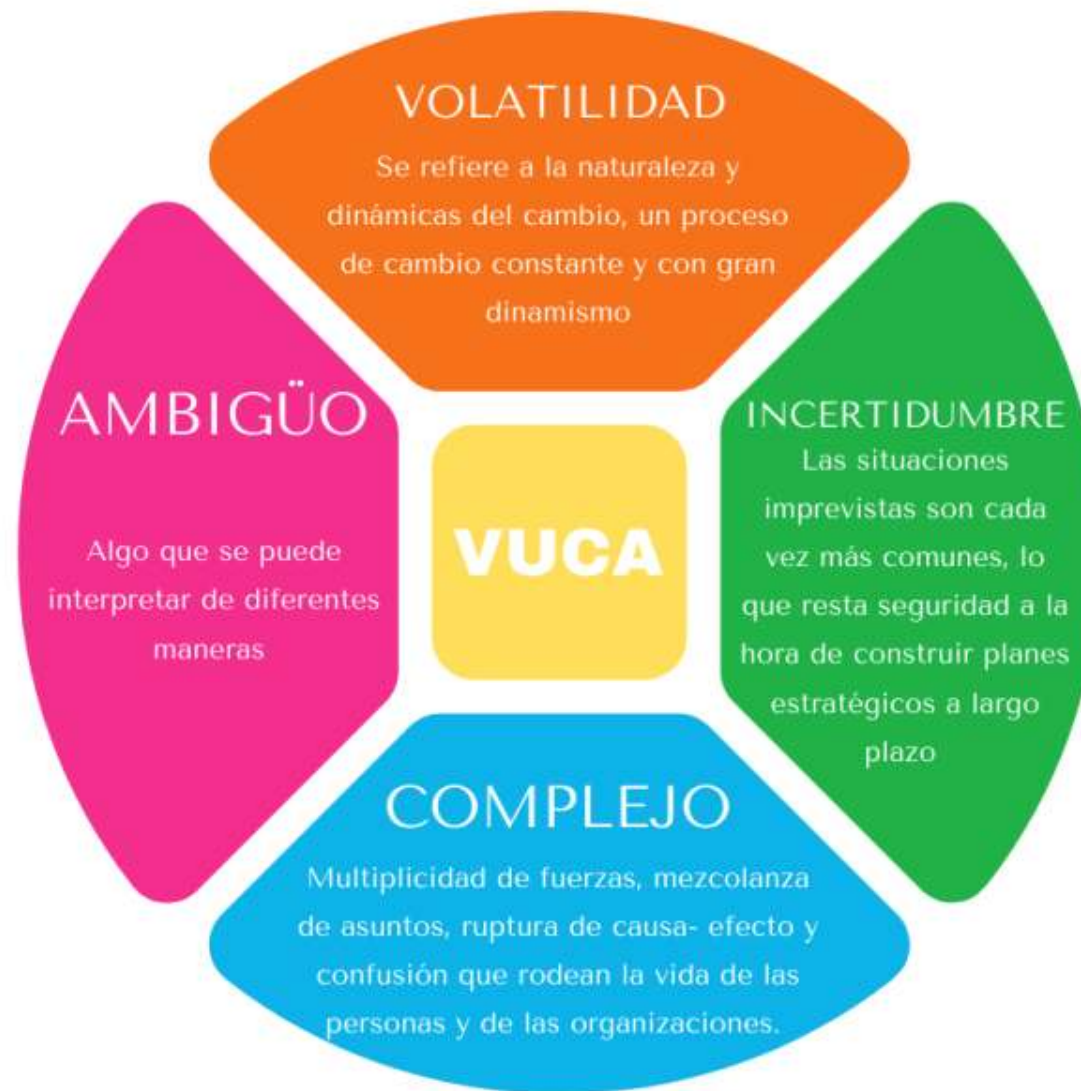 VOLATILIDAD
Se refiere a la naturaleza y
dinámicas del cambio, un proceso
de cambio constante y con gran
dinamismo
AMBIGÜO
Algo que se puede
interpretar de diferentes
maneras
VUCA
INCERTIDUMBRE
Las situaciones
imprevistas son cada
vez más comunes, lo
que resta seguridad a la
hora de construir planes
estratégicos a largo
plazo
COMPLEJO
Multiplicidad de fuerzas, mezcolanza
de asuntos, ruptura de causa- efecto y
confusión que rodean la vida de las
personas y de las organizaciones.